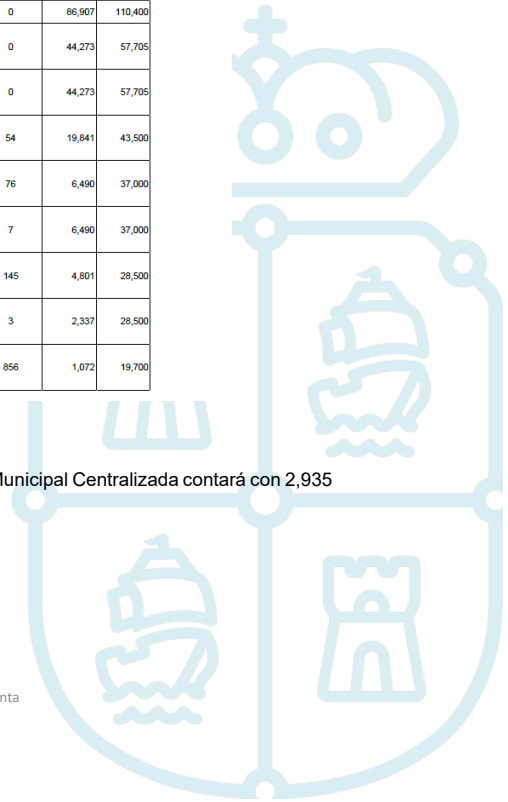 0 86,907 110,400
0 44,273 57,705
0 44,273 57,705
54 19,841 43,500
76 6,490 37,000
7 6,490 37,000
145 4,801 28,500
3 2,337 28,500
856 1,072 19,700
Municipal Centralizada contará con 2,935
nta